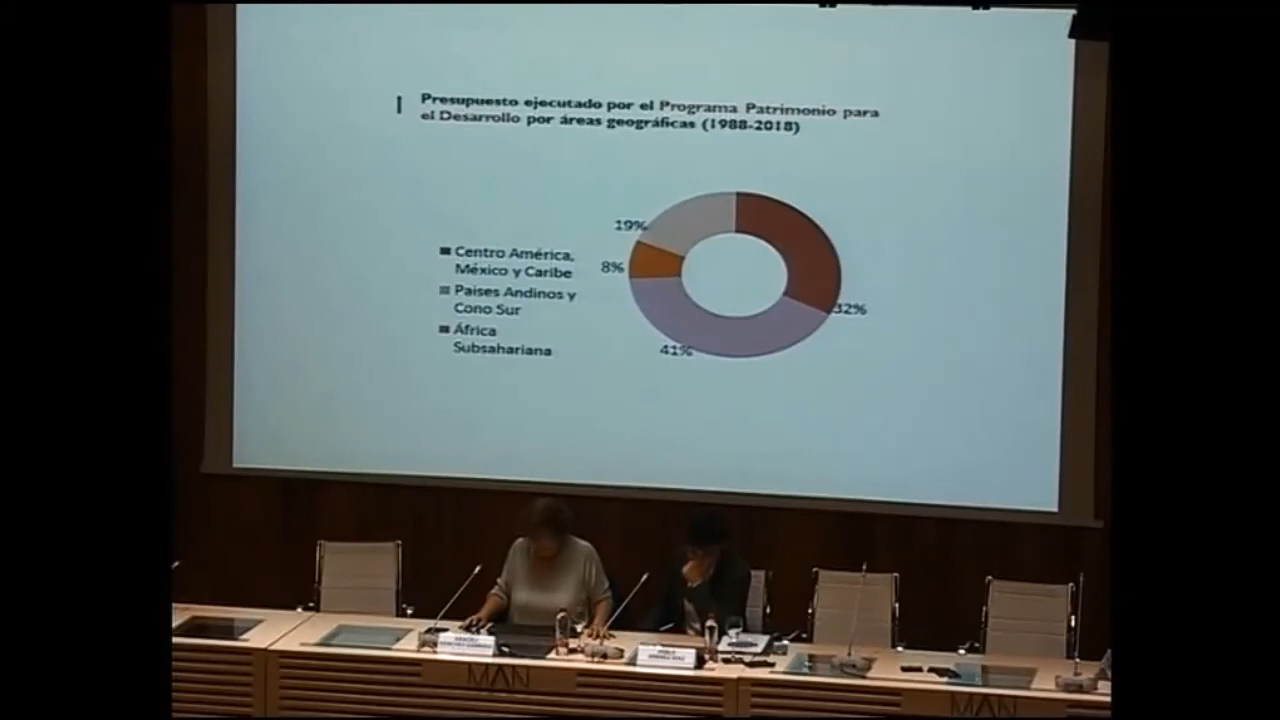 Presupuesto ejecutado por el Programa Patrimonio para
el Desarrollo por áreas geográficas (1988-2018)
19%
8%
32%
41%
Centro América,
México y Caribe
Paises Andinos y
Cono Sur
África
Subsahariana
MAN
MAN